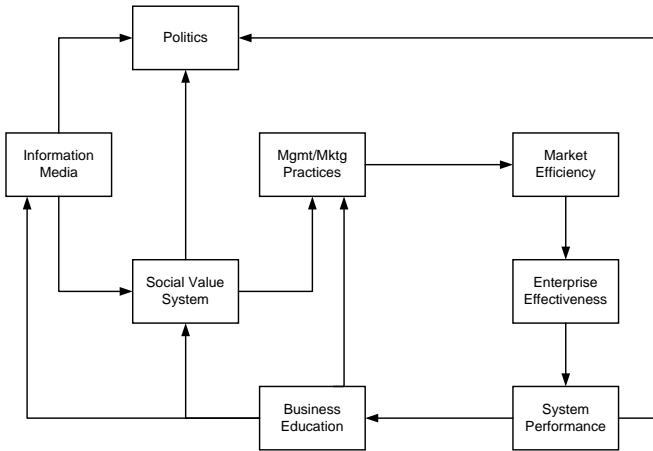 Politics
Information
Media
Mgmt/Mktg
Practices
Market
Efficiency
Social Value
System
Enterprise
Effectiveness
Business
Education
System
Performance